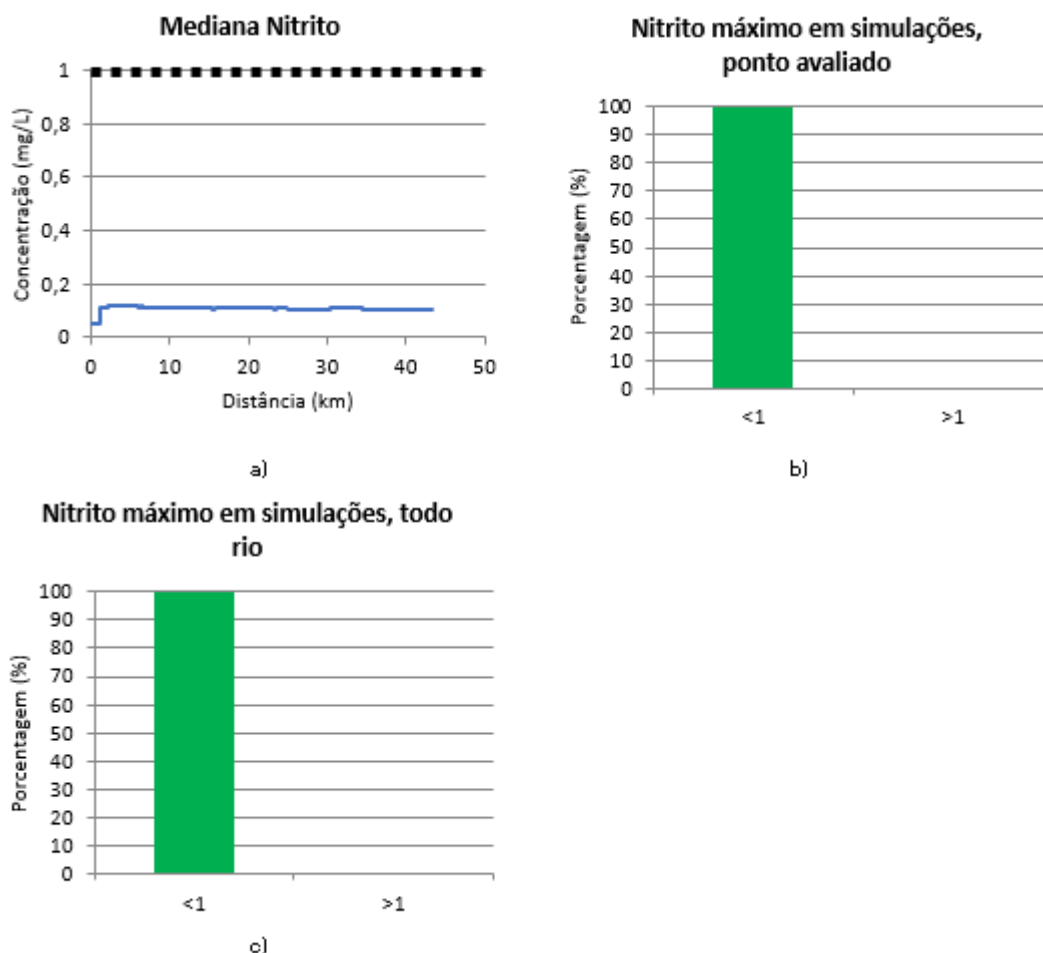 Mediana Nitrito
Concentração (mg/L)
1
0,8
0,6
0,4
0,2
0
0 10 20 30 40 50
Distância (km)
a)
Nitrito máximo em simulações,
ponto avaliado
Porcentagem (%)
100
90
80
70
60
50
40
30
20
10
0
<1 >1
b)
Nitrito máximo em simulações, todo
rio
Porcentagem (%)
100
90
80
70
60
50
40
30
20
10
0
<1 >1
c)